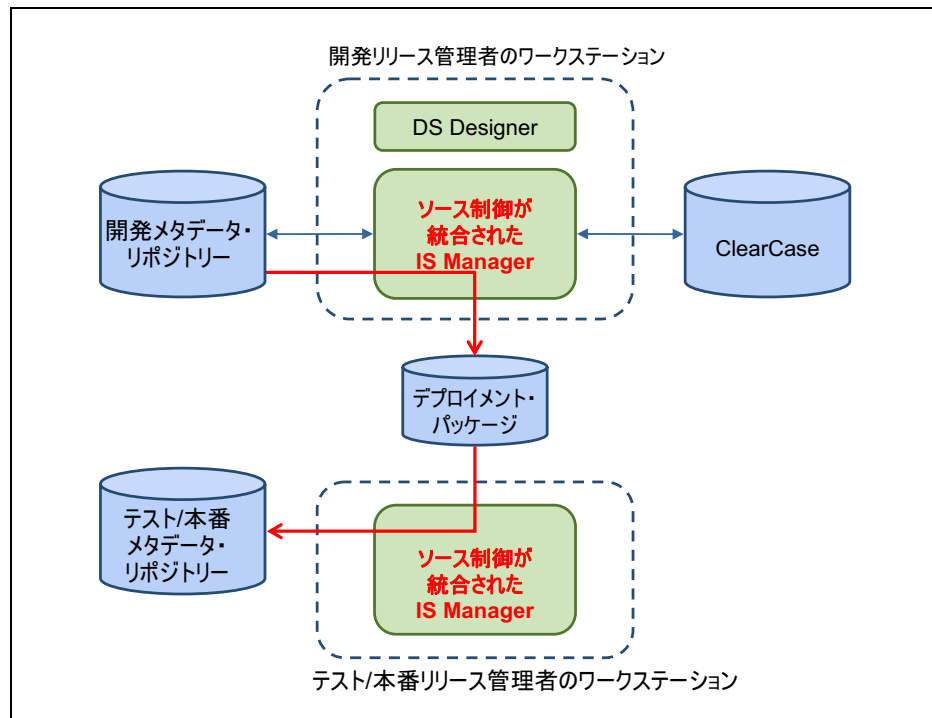 開発リリース管理者のワークステーション
DS Designer
開発メタデータ・
リポジトリー
ソース制御が
統合された
IS Manager
ClearCase
デプロイメント・
パッケージ
テスト/本番
メタデータ・
リポジトリー
ソース制御が
統合された
IS Manager
テスト/本番リリース管理者のワークステーション